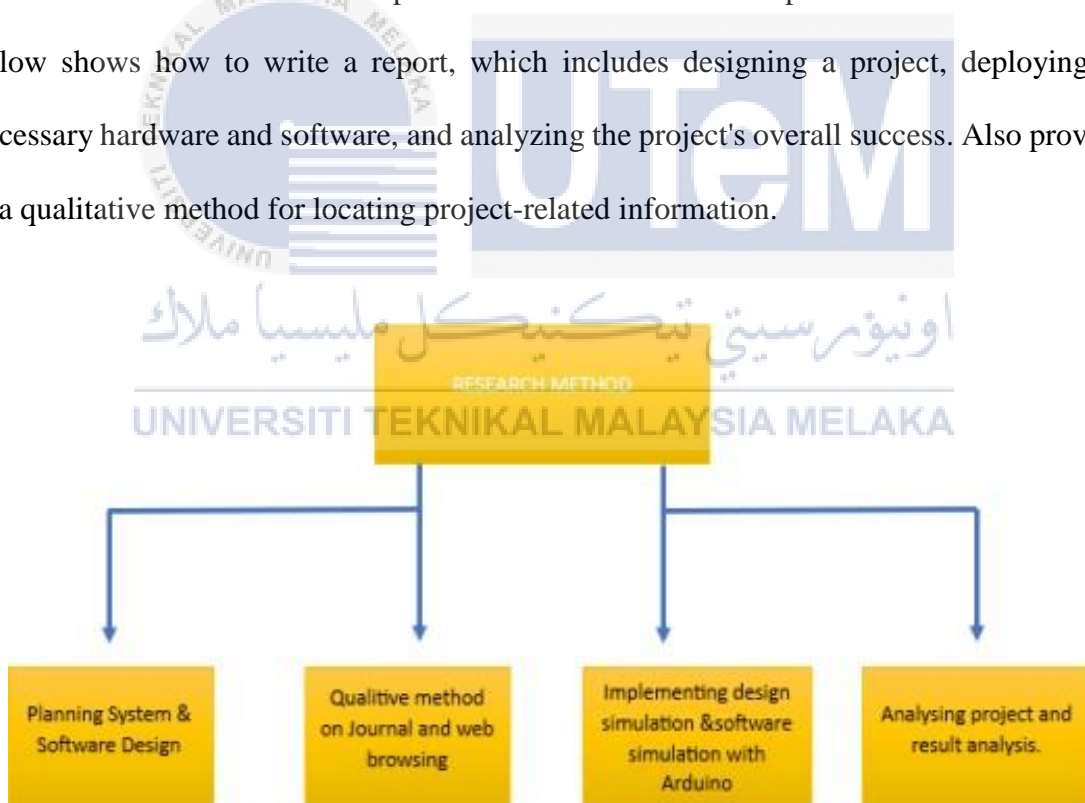 low shows how to write a report, which includes designing a project, deploying
cessary hardware and software, and analyzing the project's overall success. Also prov
a qualitative method for locating project-related information.
UTeM
اونيۏرسيتي تيكنيكل مليسيا ملاك
RESEARCH METHOD
UNIVERSITI TEKNIKAL MALAYSIA MELAKA
Planning System &
Software Design
Qualitive method
on Journal and web
browsing
Implementing design
simulation &software
simulation with
Arduino
Analysing project and
result analysis.